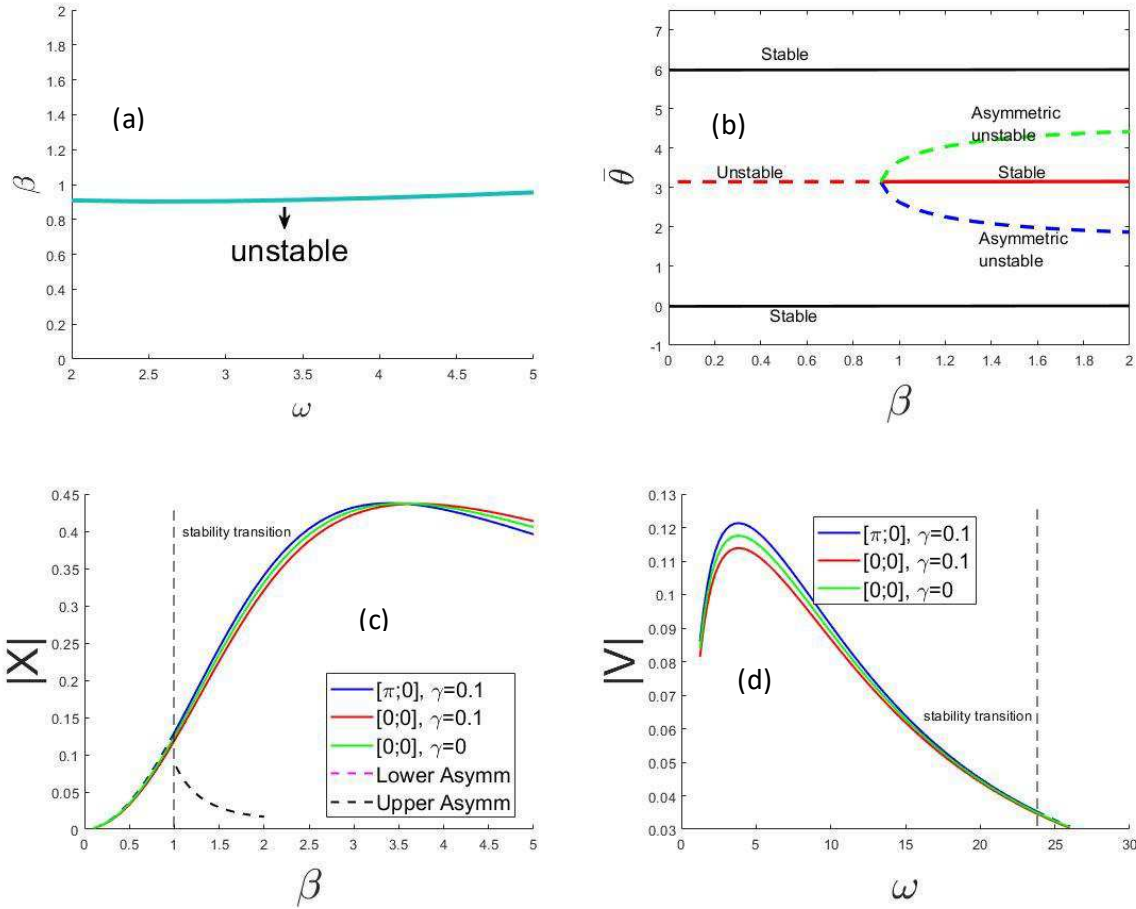 2
1.8
1.6
1.4
1.2
1
0.8
0.6
0.4
0.2
0
β
(a)
unstable
2 2.5 3 3.5 4 4.5 5
ω
7
6
5
4
3
2
1
0
-1
θ̄
(b)
Stable
Asymmetric
unstable
Unstable
Stable
Asymmetric
unstable
Stable
0 0.2 0.4 0.6 0.8 1 1.2 1.4 1.6 1.8 2
β
0.45
0.4
0.35
0.3
0.25
0.2
0.15
0.1
0.05
0
|X|
stability transition
(c)
[π;0], γ=0.1
[0;0], γ=0.1
[0;0], γ=0
Lower Asymm
Upper Asymm
0 0.5 1 1.5 2 2.5 3 3.5 4 4.5 5
β
0.13
0.12
0.11
0.1
0.09
0.08
0.07
0.06
0.05
0.04
0.03
|V|
[π;0], γ=0.1
[0;0], γ=0.1
[0;0], γ=0
(d)
stability transition
0 5 10 15 20 25 30
ω